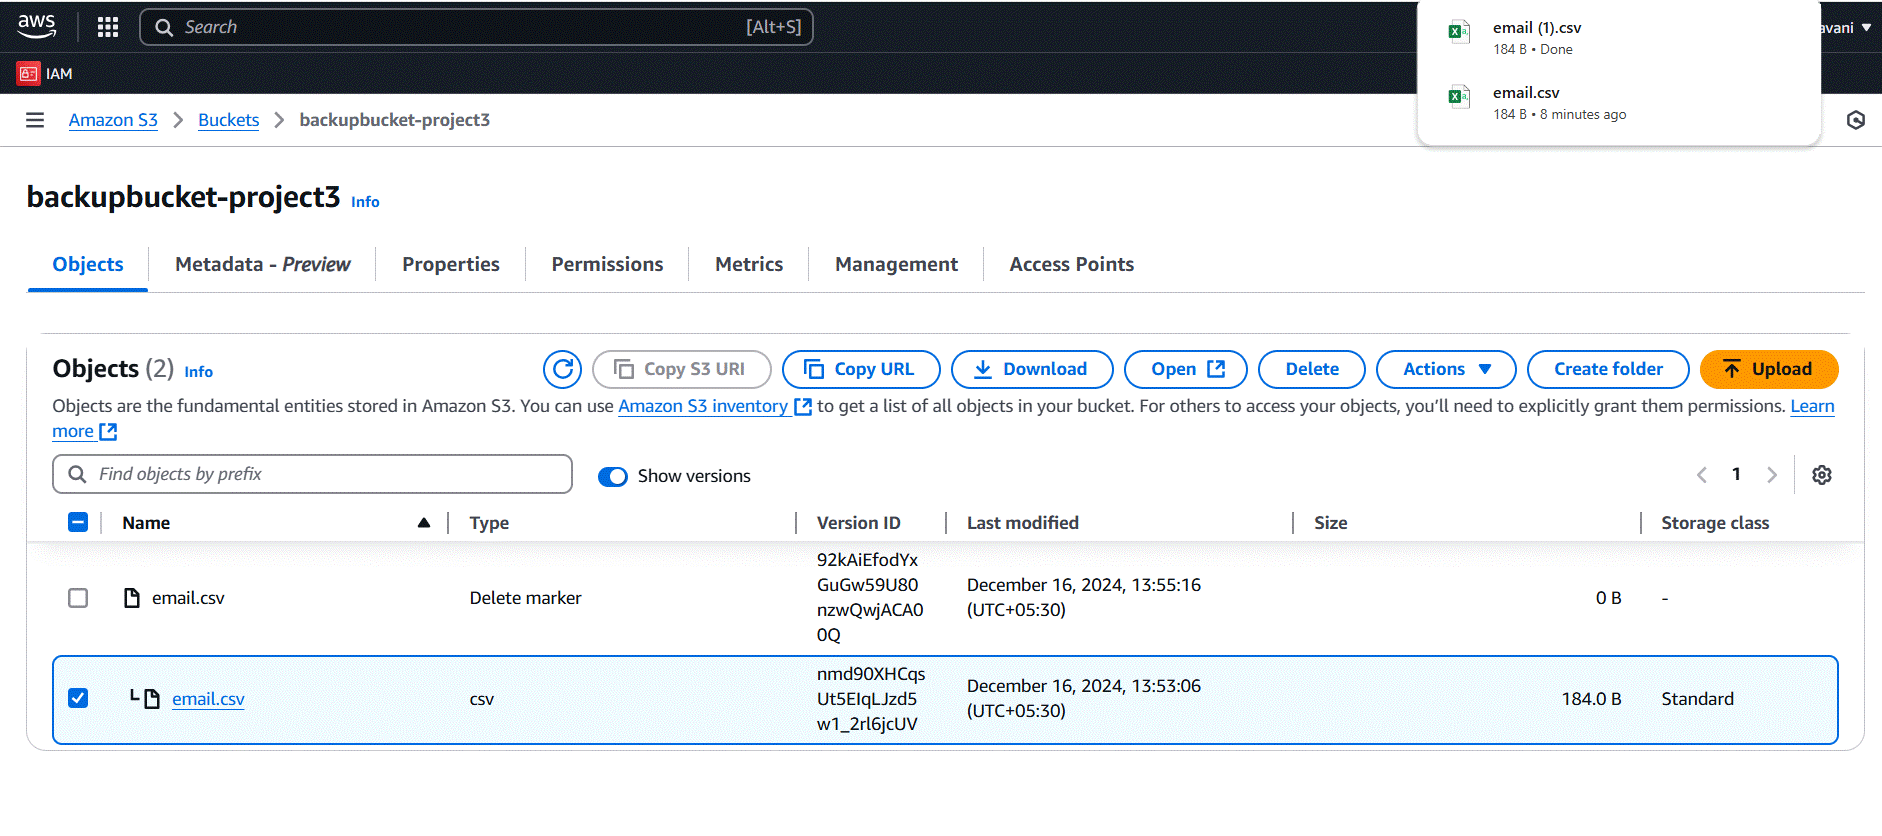 aws
Search
[Alt+S]
email (1).csv
184 B • Done
email.csv
184 B • 8 minutes ago
avani
IAM
Amazon S3 > Buckets > backupbucket-project3
backupbucket-project3 Info
Objects
Metadata - Preview
Properties
Permissions
Metrics
Management
Access Points
Objects (2) Info
Copy S3 URI
Copy URL
Download
Open
Delete
Actions
Create folder
Upload
Objects are the fundamental entities stored in Amazon S3. You can use Amazon S3 inventory to get a list of all objects in your bucket. For others to access your objects, you’ll need to explicitly grant them permissions. Learn
more
Find objects by prefix
Show versions
1
Name
Type
Version ID
Last modified
Size
Storage class
email.csv
Delete marker
92kAiEfodYx
GuGw59U80
nzwQwjACA0
0Q
December 16, 2024, 13:55:16
(UTC+05:30)
0 B
-
email.csv
csv
nmd90XHCqs
Ut5EIqLJzd5
w1_2rl6jcUV
December 16, 2024, 13:53:06
(UTC+05:30)
184.0 B
Standard